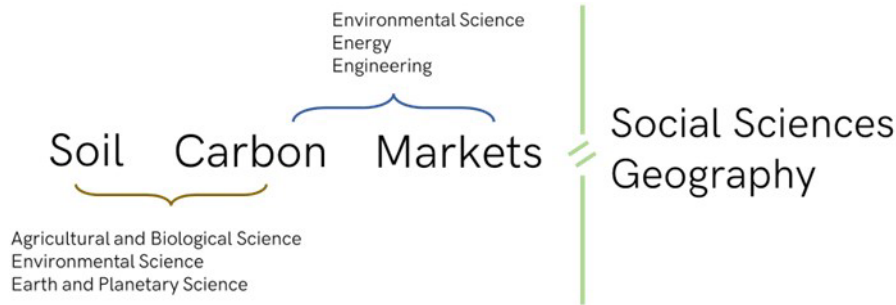 Environmental Science
Energy
Engineering
Soil Carbon Markets
Social Sciences
Geography
Agricultural and Biological Science
Environmental Science
Earth and Planetary Science